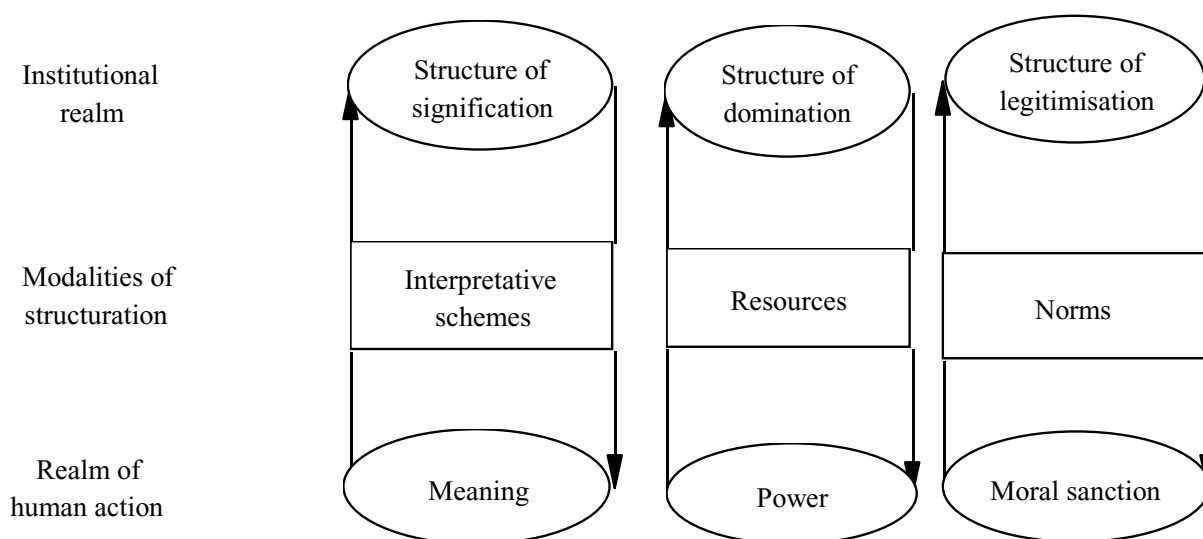 Institutional
realm
Structure of
signification
Structure of
domination
Structure of
legitimisation
Modalities of
structuration
Interpretative
schemes
Resources
Norms
Realm of
human action
Meaning
Power
Moral sanction